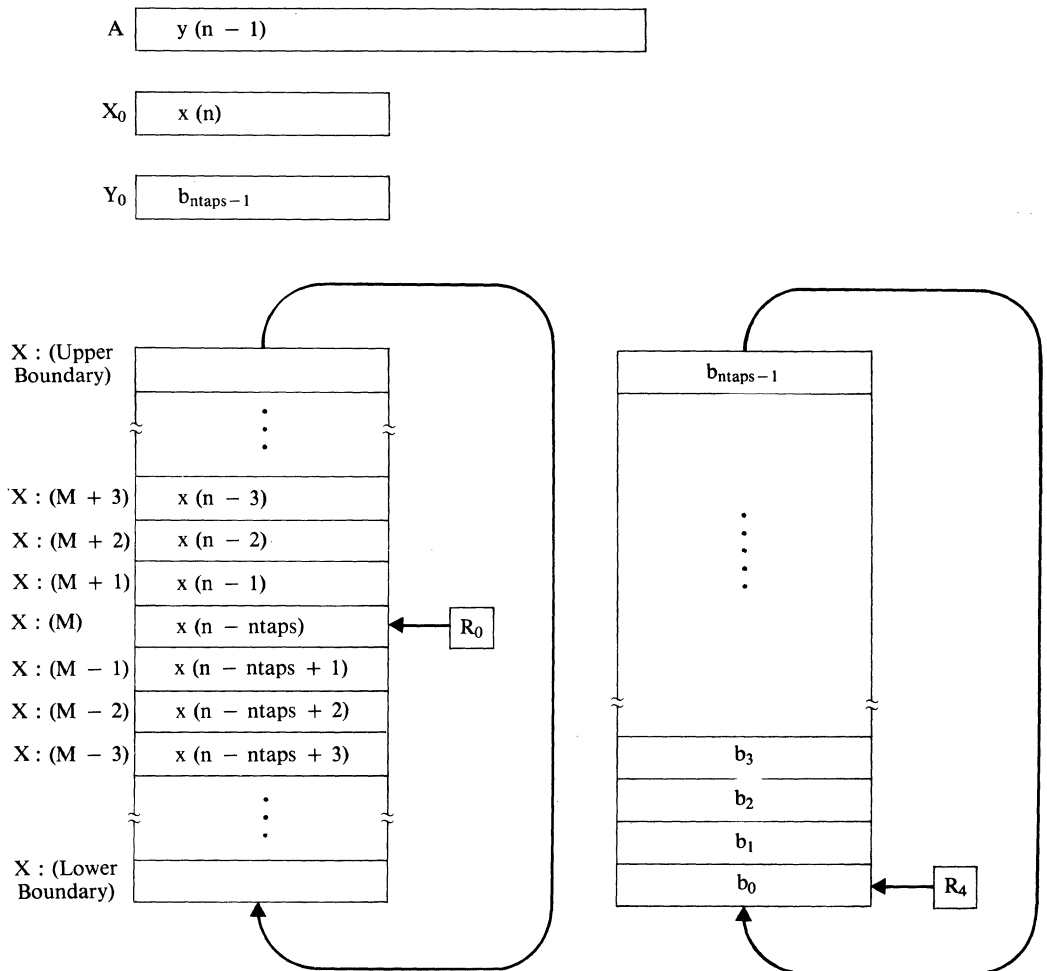 A y (n − 1)
X₀ x (n)
Y₀ bₙₜₐₚₛ₋₁
X : (Upper
Boundary)
X : (M + 3) x (n − 3)
X : (M + 2) x (n − 2)
X : (M + 1) x (n − 1)
X : (M) x (n − ntaps) R₀
X : (M − 1) x (n − ntaps + 1)
X : (M − 2) x (n − ntaps + 2)
X : (M − 3) x (n − ntaps + 3)
X : (Lower
Boundary)
bₙₜₐₚₛ₋₁
b₃
b₂
b₁
b₀ R₄